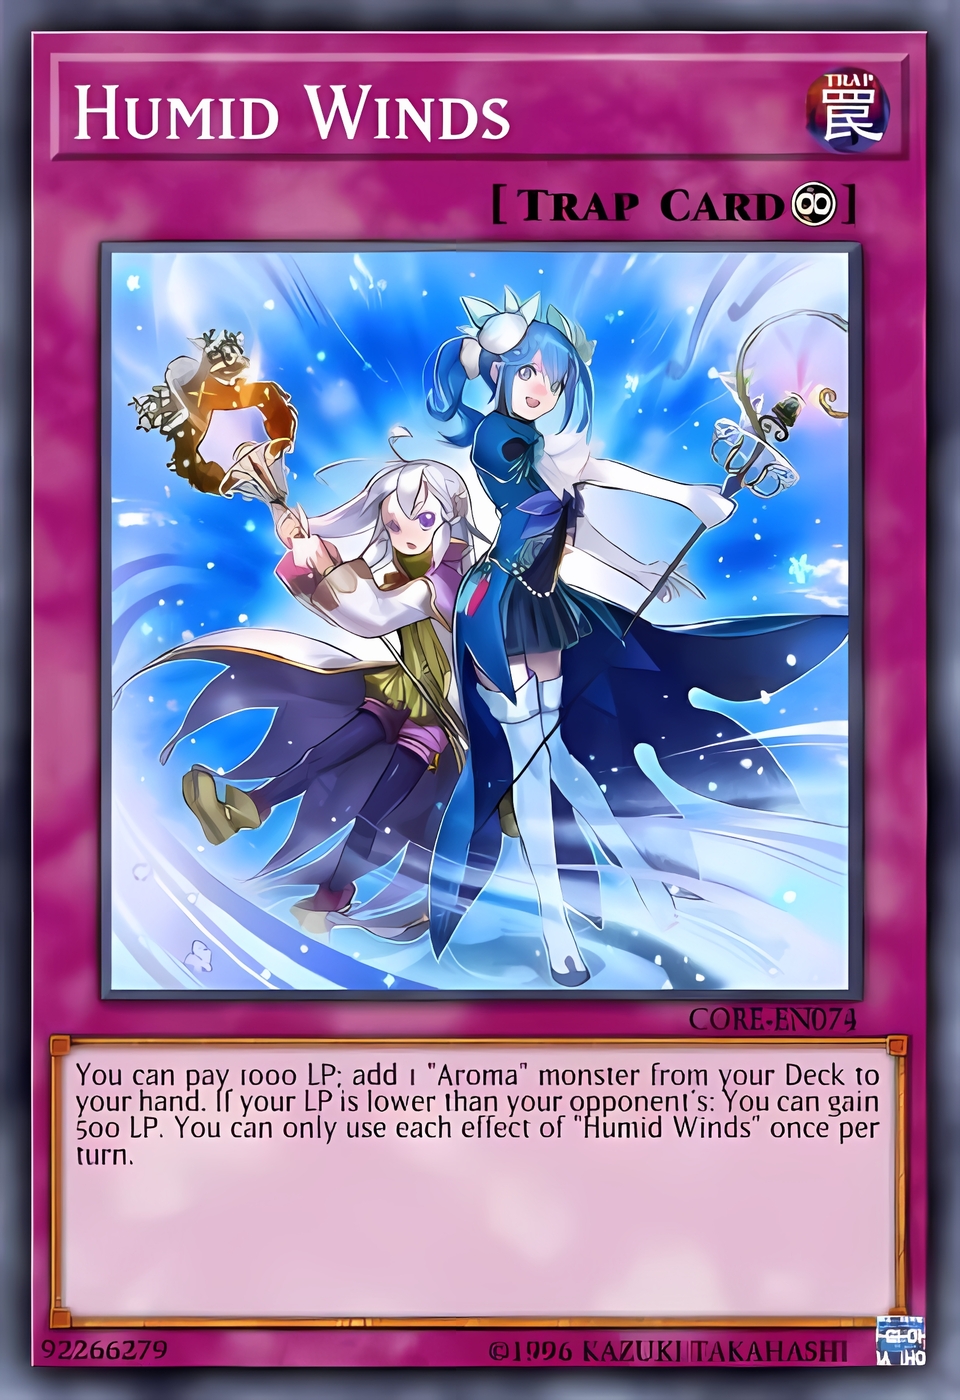 HUMID WINDS
TRAP
罠
[TRAP CARD]
CORE-EN074
You can pay 1000 LP; add 1 "Aroma" monster from your Deck to
your hand. If your LP is lower than your opponent's: You can gain
500 LP. You can only use each effect of "Humid Winds" once per
turn.
92266279
©1996 KAZUKI TAKAHASHI